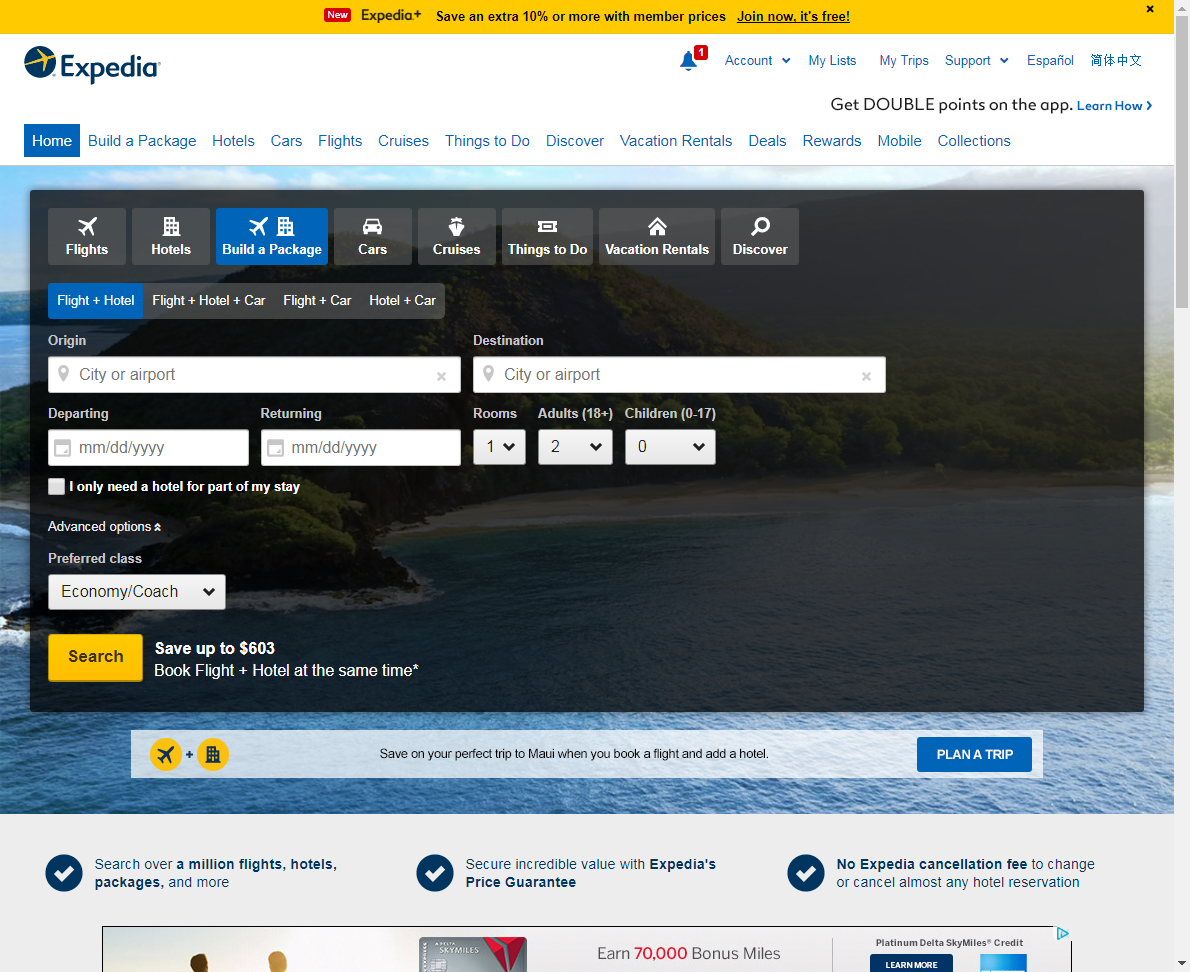 New Expedia+ Save an extra 10% or more with member prices Join now, it's free!
Expedia
1 Account My Lists My Trips Support Español 简体中文
Get DOUBLE points on the app. Learn How
Home Build a Package Hotels Cars Flights Cruises Things to Do Discover Vacation Rentals Deals Rewards Mobile Collections
Flights Hotels Build a Package Cars Cruises Things to Do Vacation Rentals Discover
Flight + Hotel Flight + Hotel + Car Flight + Car Hotel + Car
Origin Destination
City or airport City or airport
Departing Returning Rooms Adults (18+) Children (0-17)
mm/dd/yyyy mm/dd/yyyy 1 2 0
I only need a hotel for part of my stay
Advanced options
Preferred class
Economy/Coach
Search
Save up to $603
Book Flight + Hotel at the same time*
+ Save on your perfect trip to Maui when you book a flight and add a hotel. PLAN A TRIP
Search over a million flights, hotels,
packages, and more
Secure incredible value with Expedia's
Price Guarantee
No Expedia cancellation fee to change
or cancel almost any hotel reservation
DELTA
SKYMILES
Earn 70,000 Bonus Miles
Platinum Delta SkyMiles® Credit
LEARN MORE